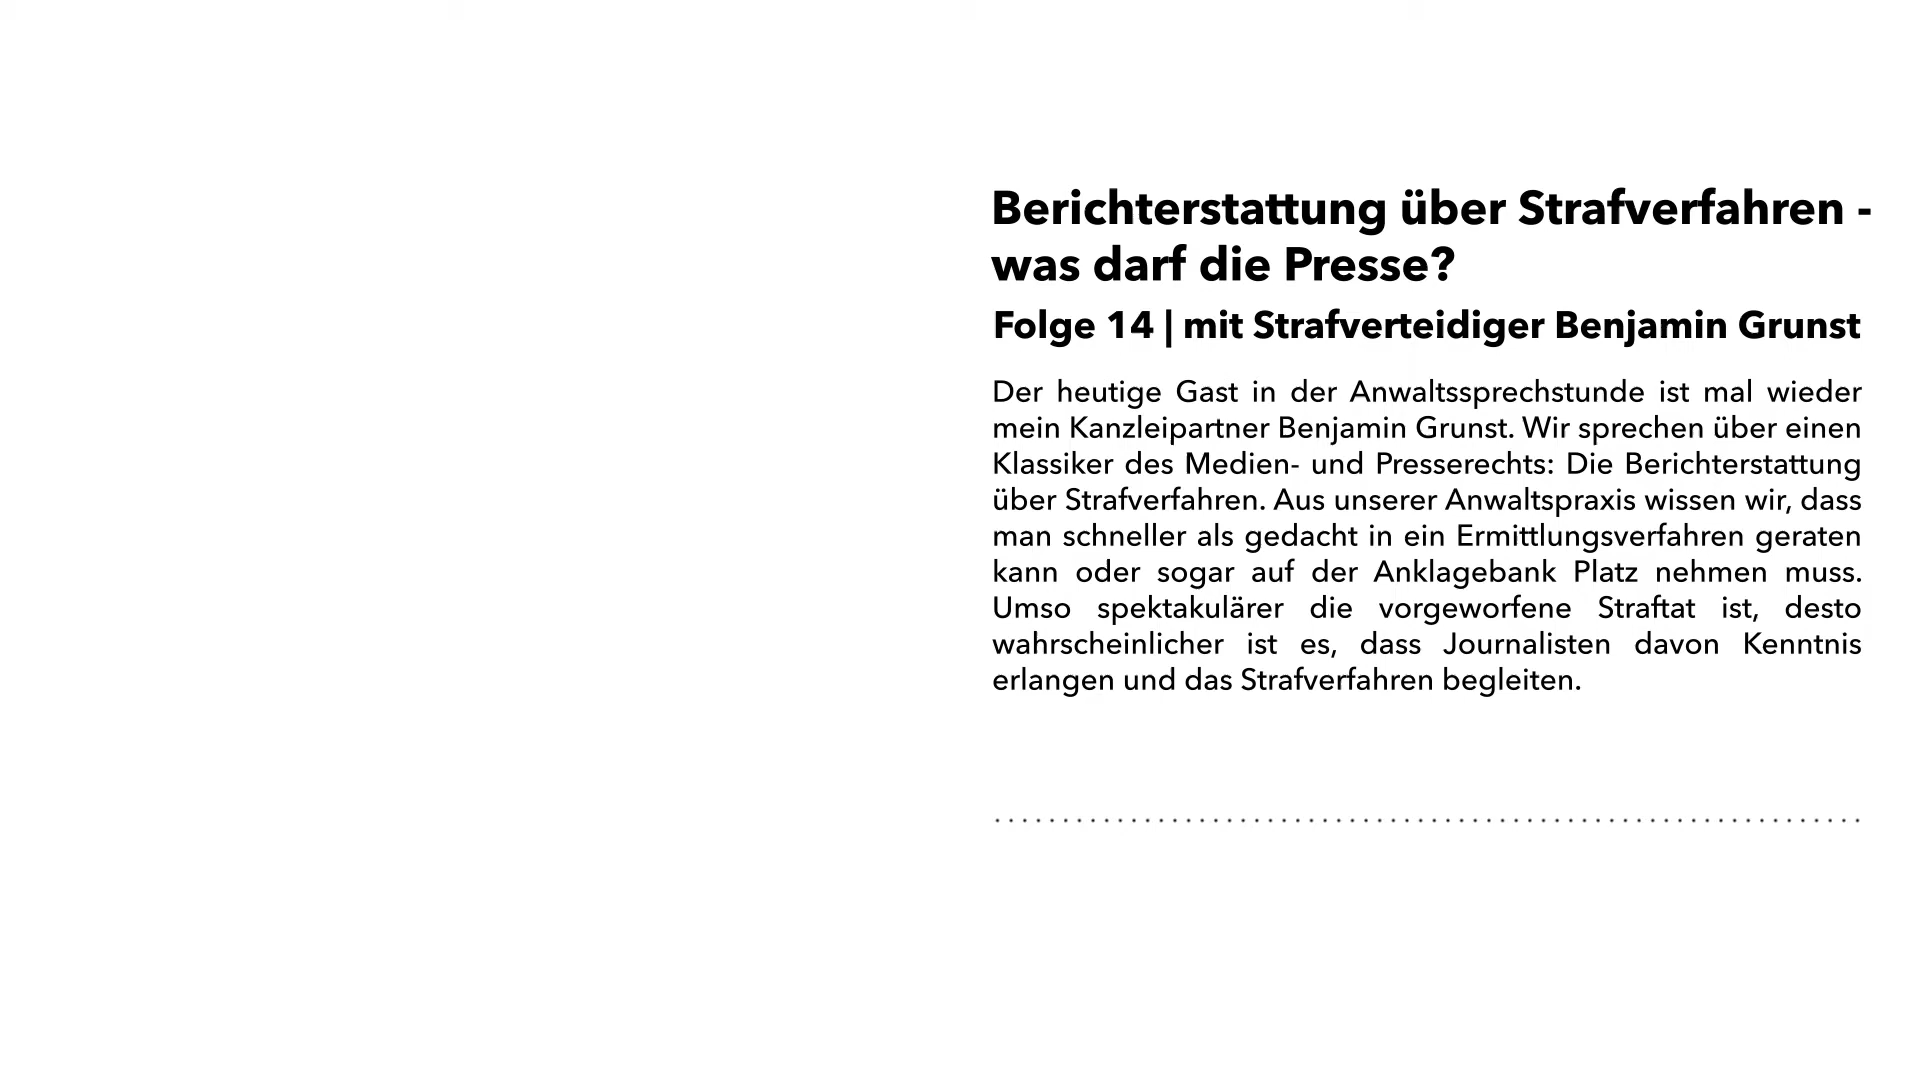 Berichterstattung über Strafverfahren -
was darf die Presse?
Folge 14 | mit Strafverteidiger Benjamin Grunst
Der heutige Gast in der Anwaltssprechstunde ist mal wieder
mein Kanzleipartner Benjamin Grunst. Wir sprechen über einen
Klassiker des Medien- und Presserechts: Die Berichterstattung
über Strafverfahren. Aus unserer Anwaltspraxis wissen wir, dass
man schneller als gedacht in ein Ermittlungsverfahren geraten
kann oder sogar auf der Anklagebank Platz nehmen muss.
Umso spektakulärer die vorgeworfene Straftat ist, desto
wahrscheinlicher ist es, dass Journalisten davon Kenntnis
erlangen und das Strafverfahren begleiten.